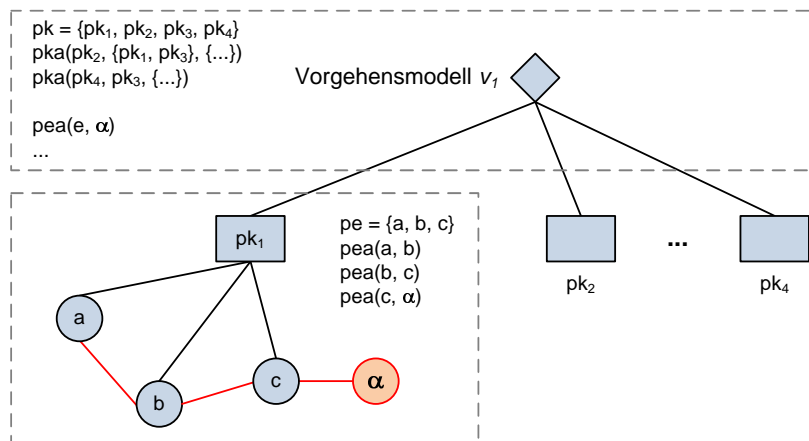 pk = {pk₁, pk₂, pk₃, pk₄}
pka(pk₂, {pk₁, pk₃}, {...})
pka(pk₄, pk₃, {...})
pea(e, α)
...
Vorgehensmodell v₁
pk₁
pe = {a, b, c}
pea(a, b)
pea(b, c)
pea(c, α)
...
pk₂
pk₄
a
b
c
α